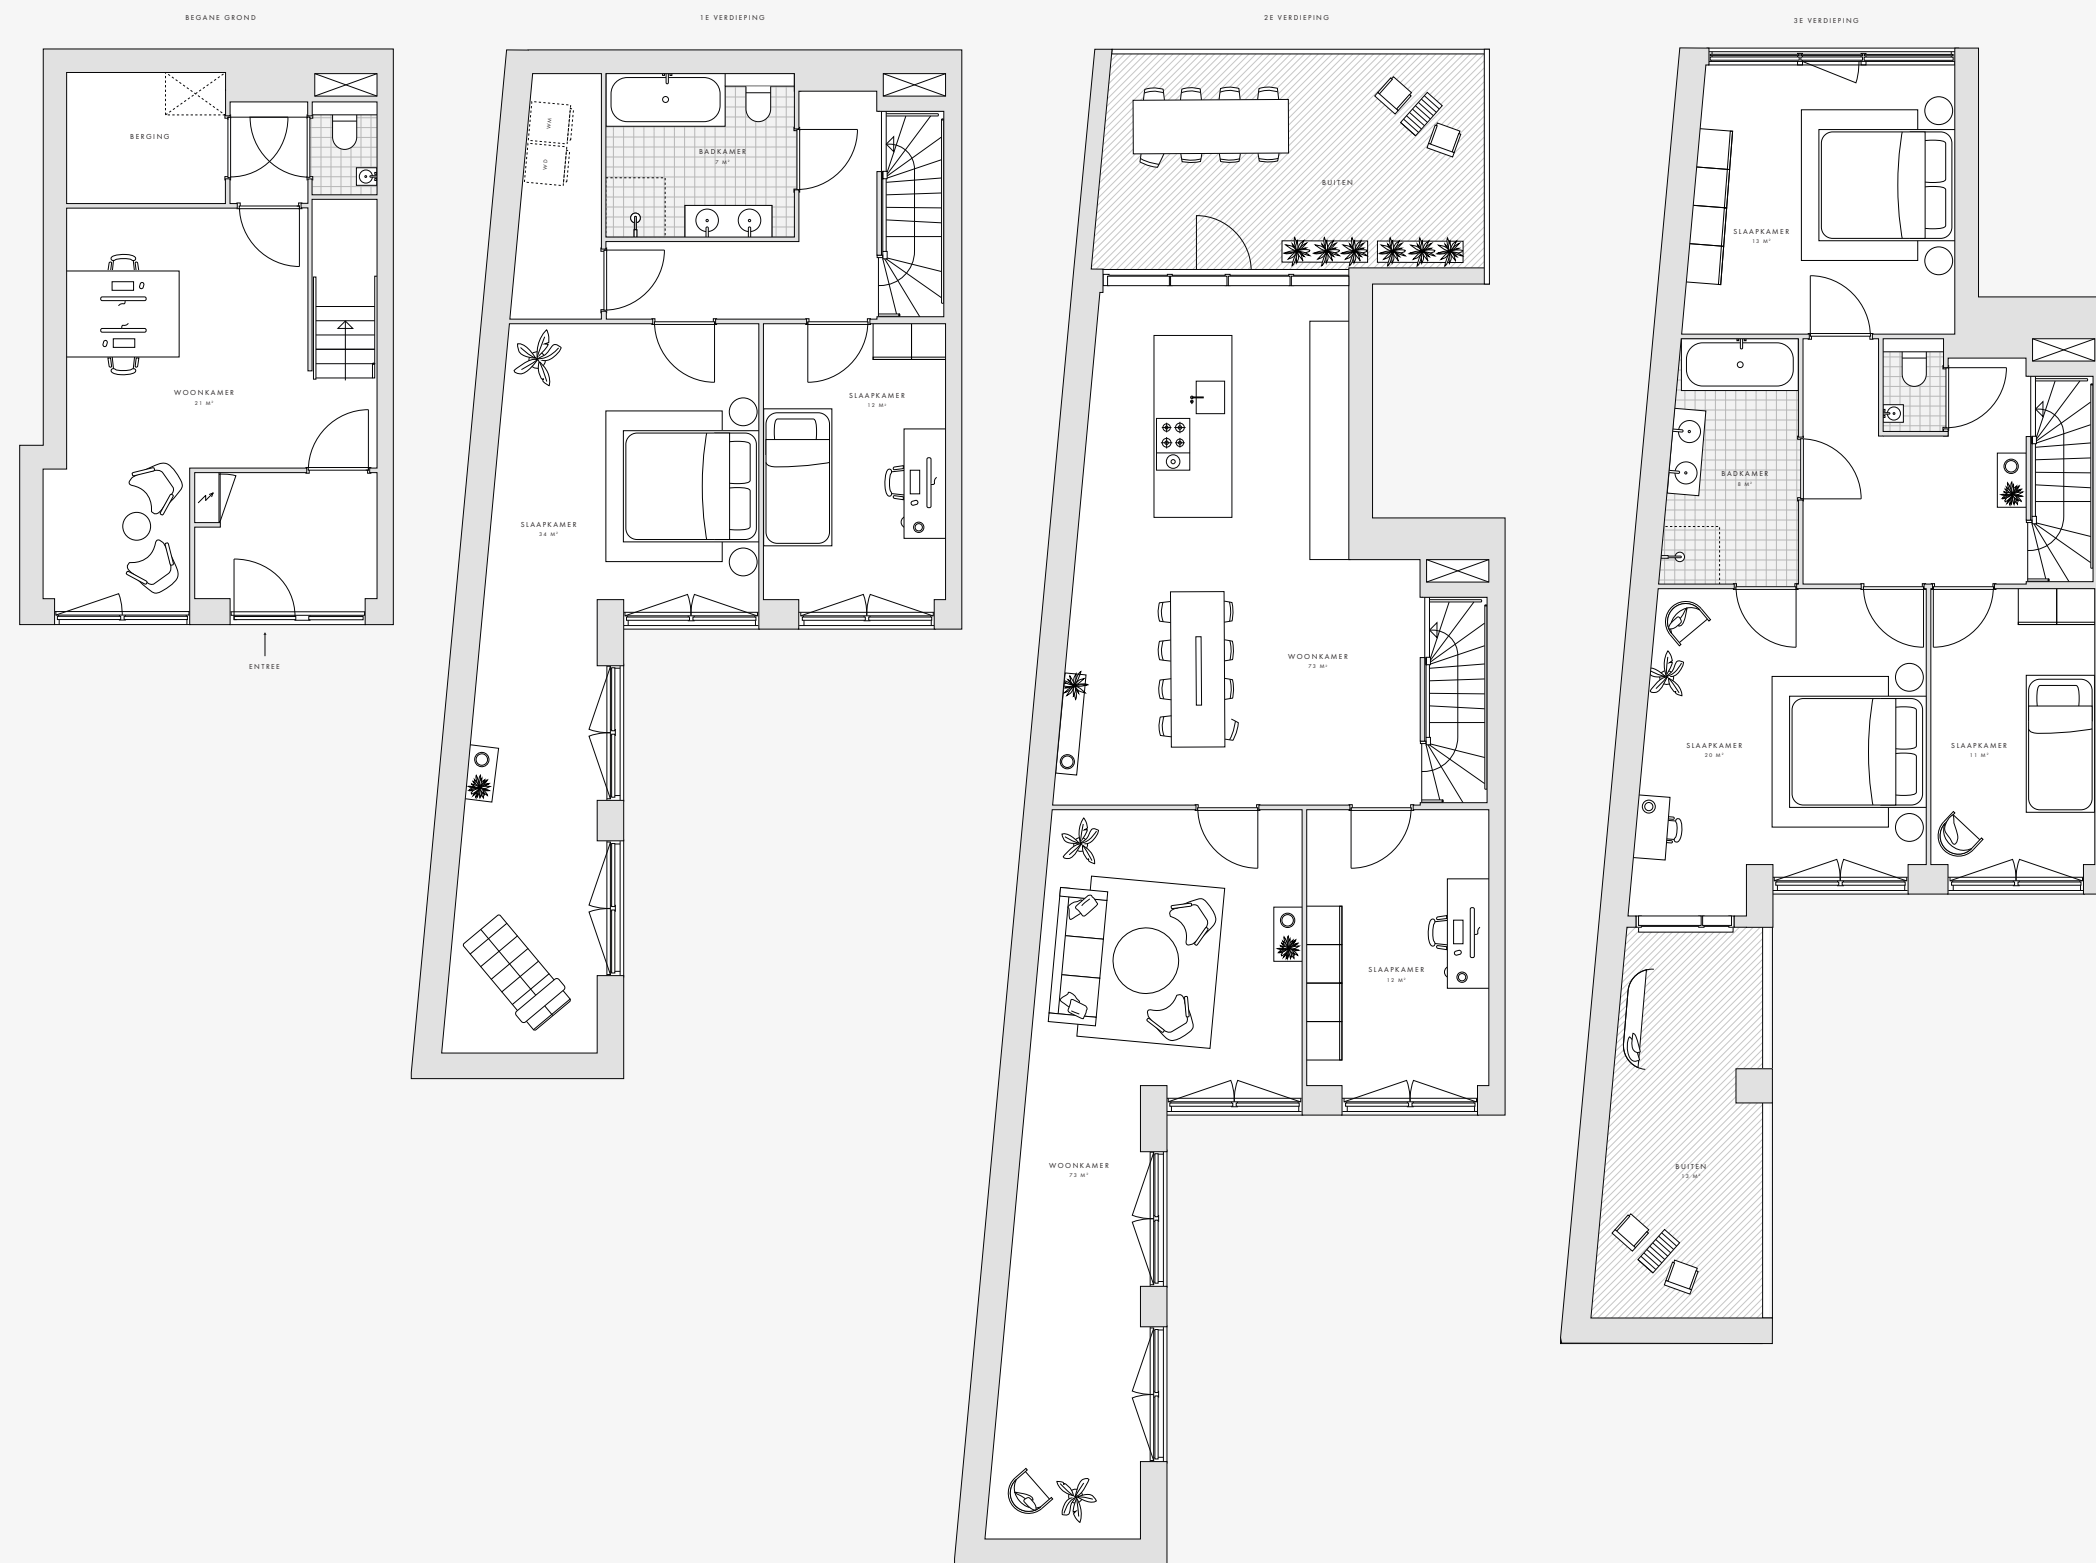 BEGANE GROND
BERGING
WOONKAMER
21 M²
ENTREE
1E VERDIEPING
WM
WD
BADKAMER
7 M²
SLAAPKAMER
12 M²
SLAAPKAMER
34 M²
2E VERDIEPING
BUITEN
WOONKAMER
73 M²
SLAAPKAMER
12 M²
WOONKAMER
73 M²
3E VERDIEPING
SLAAPKAMER
13 M²
BADKAMER
8 M²
SLAAPKAMER
20 M²
SLAAPKAMER
11 M²
BUITEN
13 M²